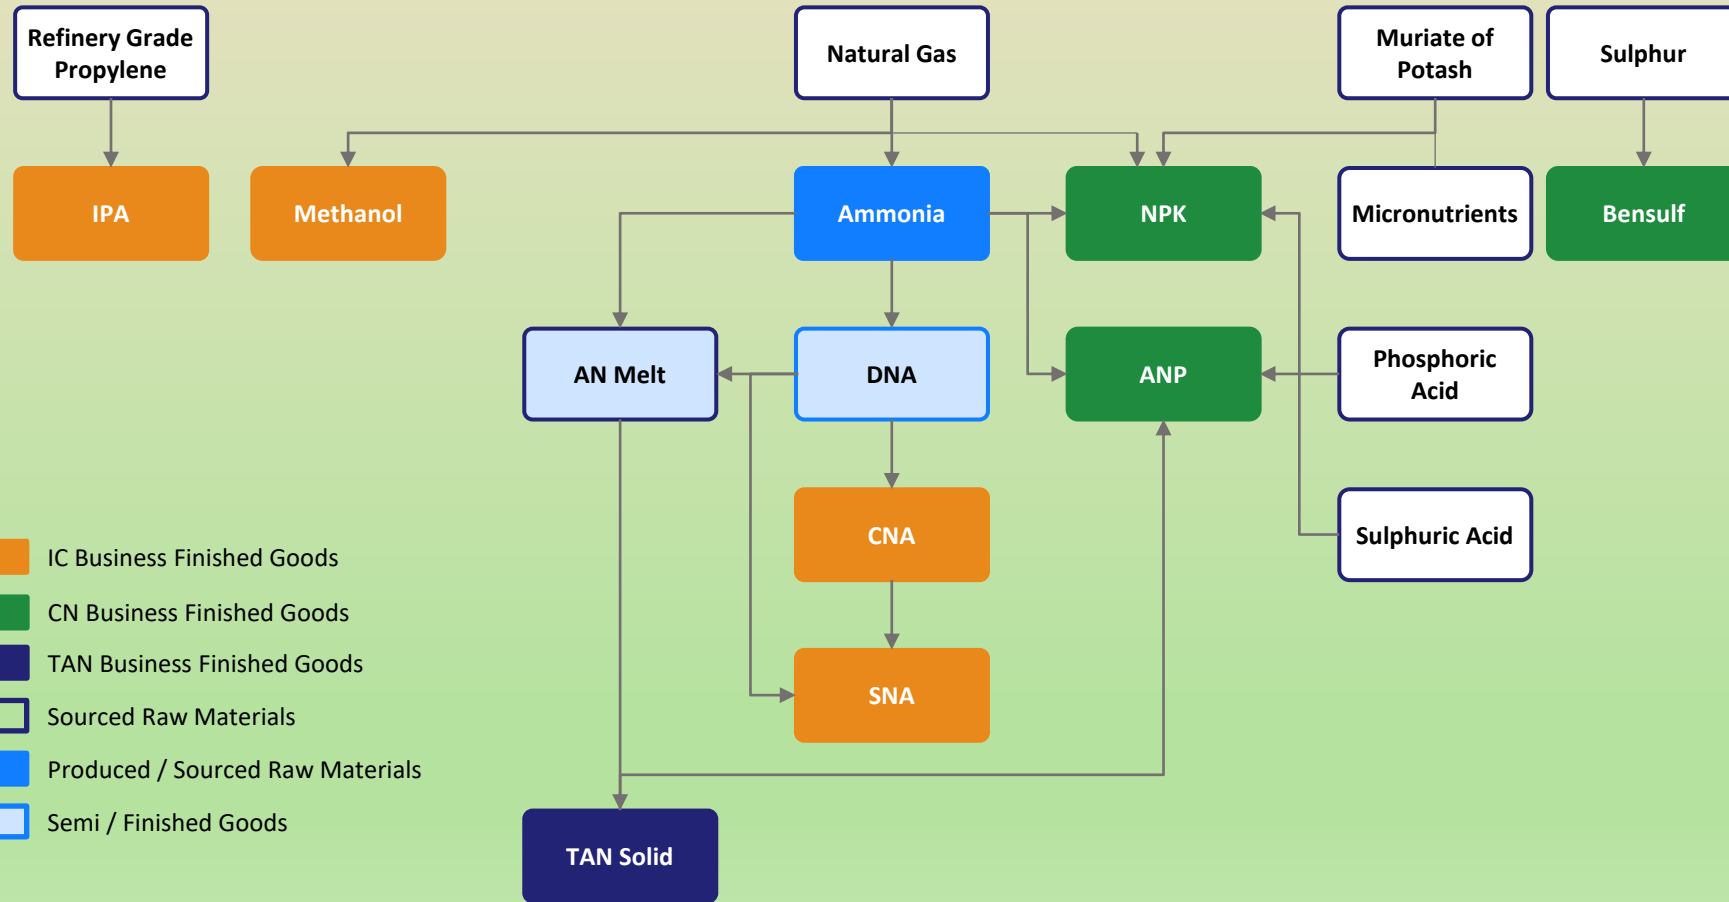 Refinery Grade
Propylene
Natural Gas
Muriate of
Potash
Sulphur
IPA
Methanol
Ammonia
NPK
Micronutrients
Bensulf
AN Melt
DNA
ANP
Phosphoric
Acid
CNA
Sulphuric Acid
SNA
TAN Solid
IC Business Finished Goods
CN Business Finished Goods
TAN Business Finished Goods
Sourced Raw Materials
Produced / Sourced Raw Materials
Semi / Finished Goods